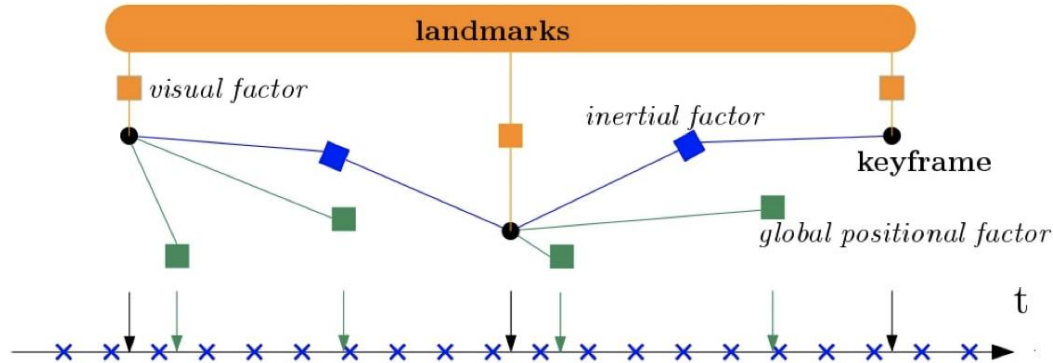 landmarks
visual factor
inertial factor
keyframe
global positional factor
t